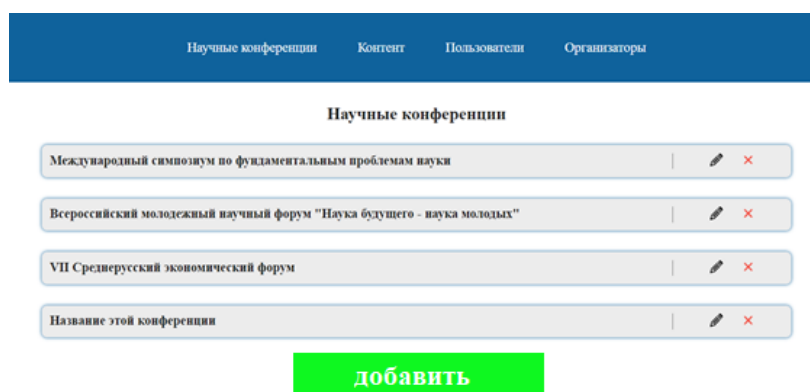 Научные конференции Контент Пользователи Организаторы
Научные конференции
Международный симпозиум по фундаментальным проблемам науки
Всероссийский молодежный научный форум "Наука будущего - наука молодых"
VII Среднерусский экономический форум
Название этой конференции
добавить